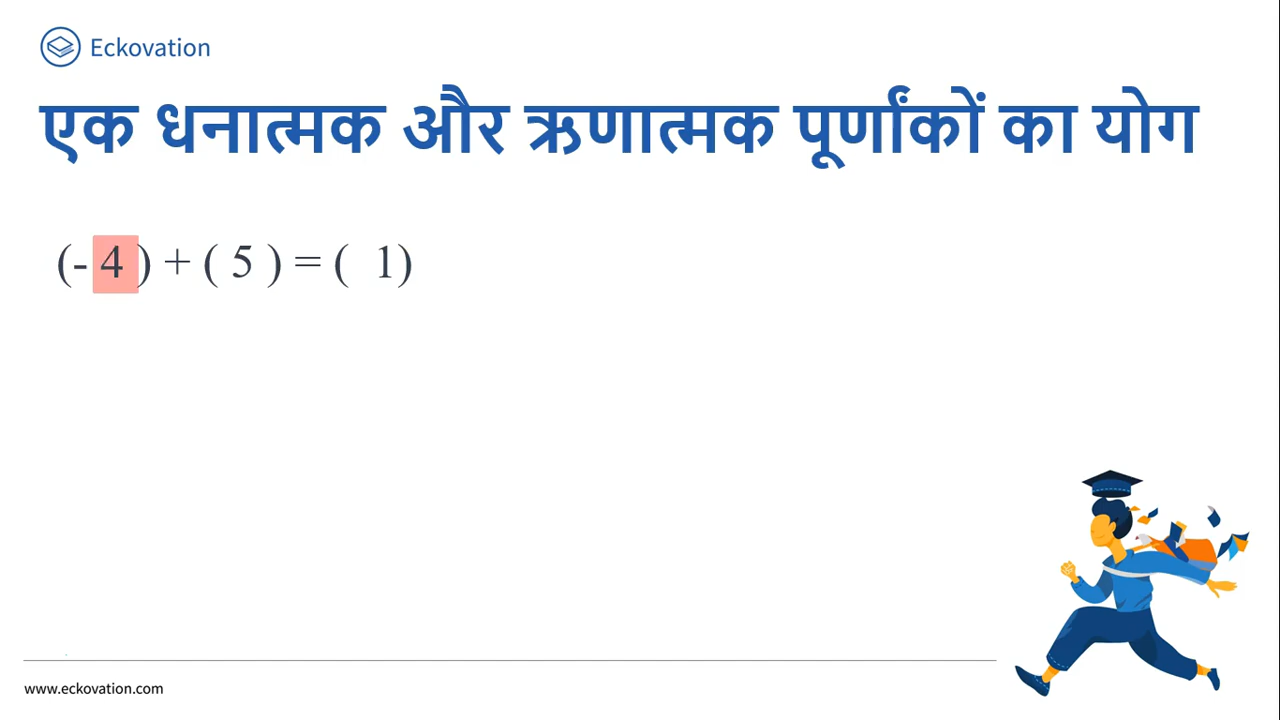 Eckovation
एक धनात्मक और ऋणात्मक पूर्णांकों का योग
(- 4 ) + ( 5 ) = (  1)
www.eckovation.com